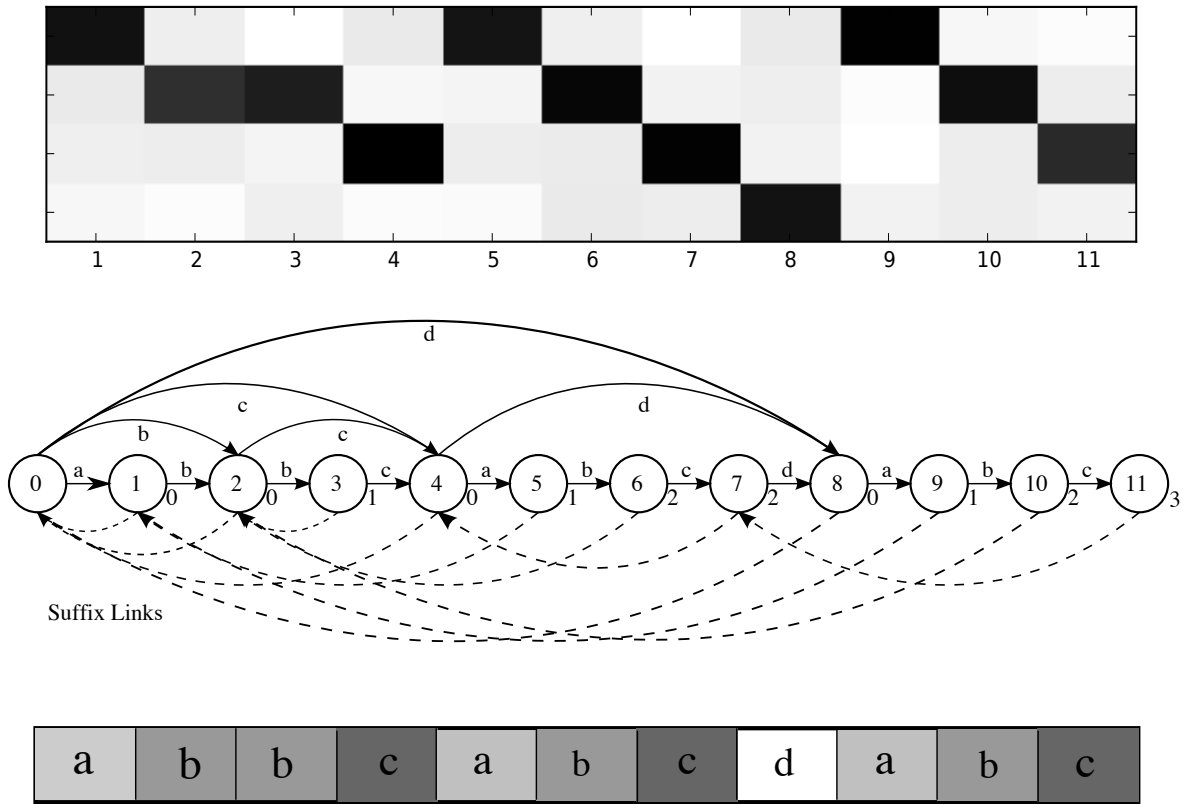 1 2 3 4 5 6 7 8 9 10 11
d
c d
b c
a b b c a b c d a b c
0 1 2 3 4 5 6 7 8 9 10 11
0 0 1 0 1 2 2 0 1 2 3
Suffix Links
a b b c a b c d a b c